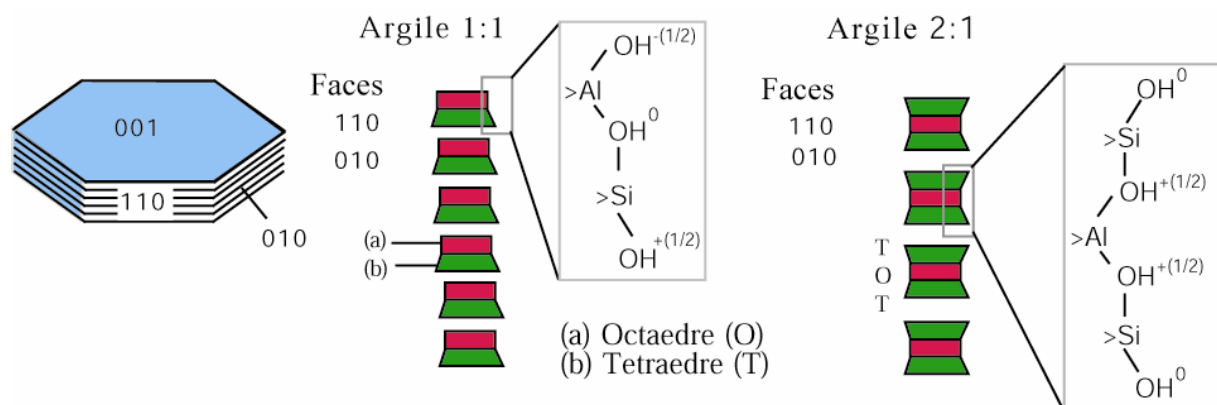 001
110
010
Argile 1:1
Faces
110
010
(a)
(b)
OH-(1/2)
>Al
OH0
>Si
OH+(1/2)
(a) Octaedre (O)
(b) Tetraedre (T)
Argile 2:1
Faces
110
010
T
O
T
OH0
>Si
OH+(1/2)
>Al
OH+(1/2)
>Si
OH0